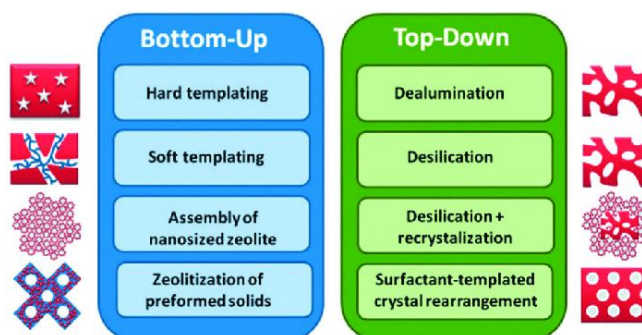 Bottom-Up
Hard templating
Soft templating
Assembly of
nanosized zeolite
Zeolitization of
preformed solids
Top-Down
Dealumination
Desilication
Desilication +
recrystalization
Surfactant-templated
crystal rearrangement